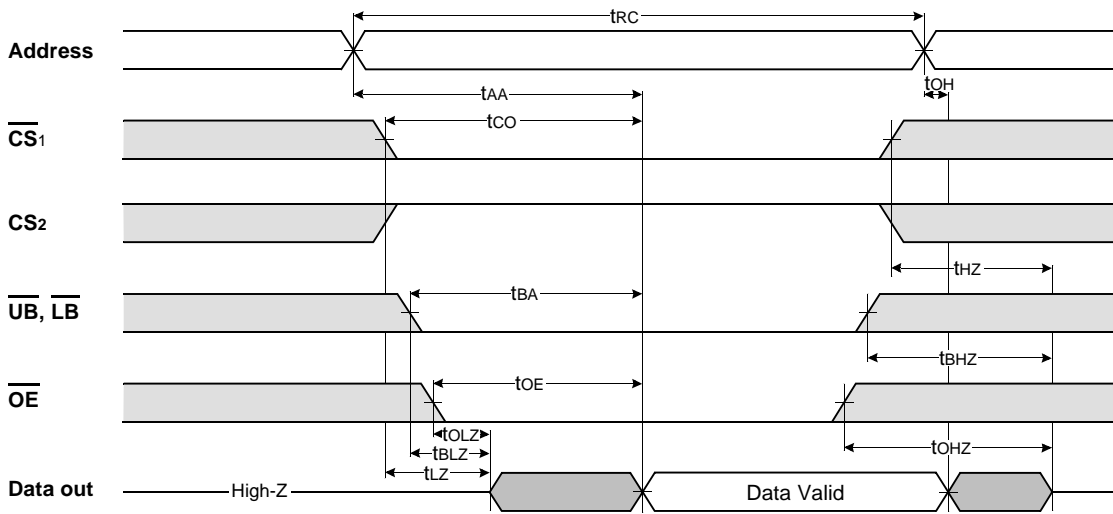 tRC
Address
tOH
tAA
tCO
CS1
CS2
tHZ
tBA
UB, LB
tBHZ
tOE
OE
tOLZ
tBLZ
tOHZ
tLZ
Data out
High-Z
Data Valid